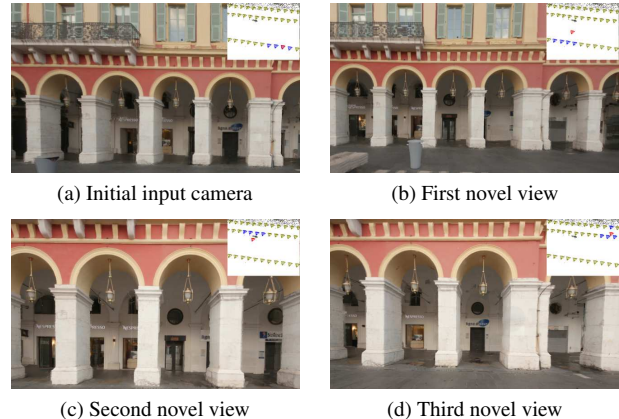 (a) Initial input camera
(b) First novel view
(c) Second novel view
(d) Third novel view